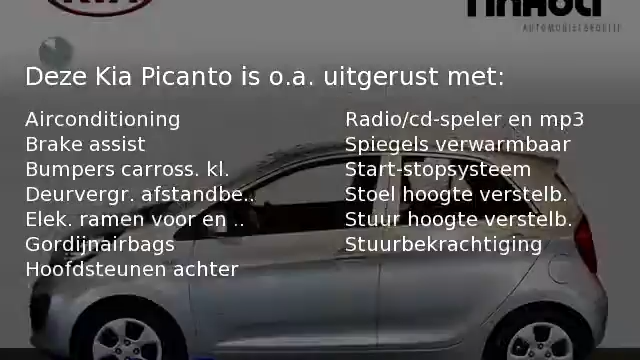 AUTOMOBIELBEDRIJF
Deze Kia Picanto is o.a. uitgerust met:
Airconditioning
Brake assist
Bumpers carross. kl.
Deurvergr. afstandbe..
Elek. ramen voor en ..
Gordijnairbags
Hoofdsteunen achter
Radio/cd-speler en mp3
Spiegels verwarmbaar
Start-stopsysteem
Stoel hoogte verstelb.
Stuur hoogte verstelb.
Stuurbekrachtiging